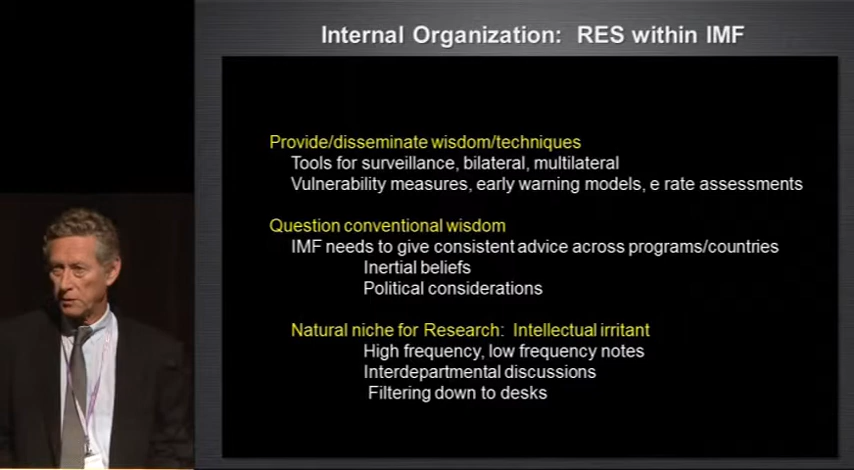 Internal Organization: RES within IMF
Provide/disseminate wisdom/techniques
Tools for surveillance, bilateral, multilateral
Vulnerability measures, early warning models, e rate assessments
Question conventional wisdom
IMF needs to give consistent advice across programs/countries
Inertial beliefs
Political considerations
Natural niche for Research: Intellectual irritant
High frequency, low frequency notes
Interdepartmental discussions
Filtering down to desks